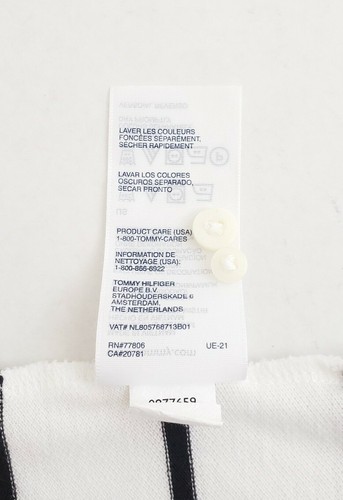 LAVER LES COULEURS
FONCÉES SÉPARÉMENT,
SECHER RAPIDEMENT
LAVAR LOS COLORES
OSCUROS SEPARADO,
SECAR PRONTO
PRODUCT CARE (USA)
1-800-TOMMY-CARES
INFORMATION DE
NETTOYAGE (USA):
1-800-866-6922
TOMMY HILFIGER
EUROPE B.V.
STADHOUDERSKADE 6
AMSTERDAM,
THE NETHERLANDS
VAT# NL805768713B01
RN#77806 UE-21
CA#20781